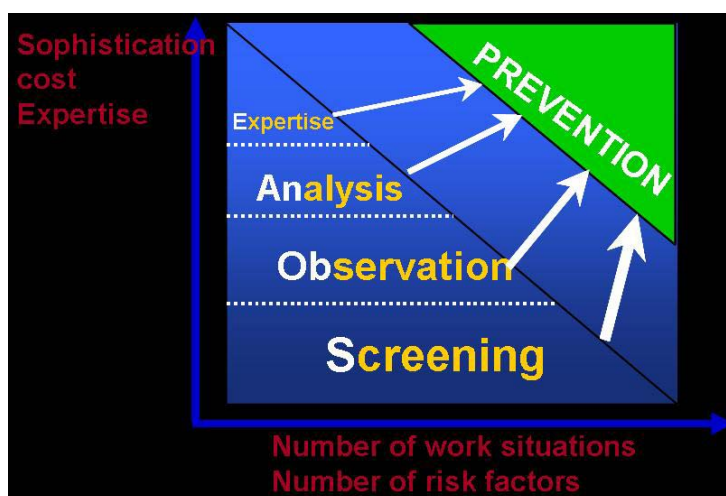 Sophistication
cost
Expertise
PREVENTION
Expertise
Analysis
Observation
Screening
Number of work situations
Number of risk factors